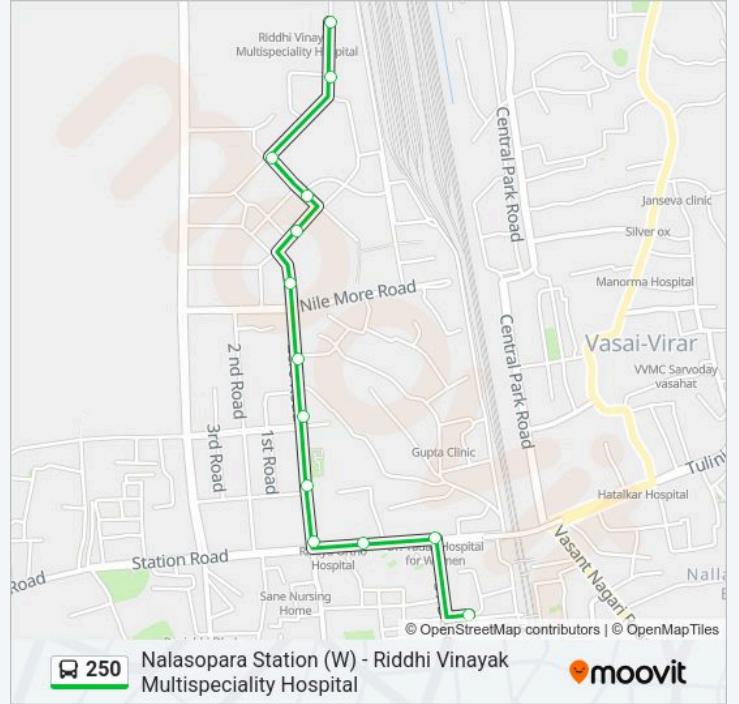 Riddhi Vinay
Multispeciality H
pital
Central Park Road
Janseva clinic
Silver ox
Manorma Hospital
Nile More Road
Vasai-Virar
VVMC Sarvoday
vasahat
2 nd Road
Central Park Road
3rd Road
1st Road
Gupta Clinic
Tulin
Hatalkar Hospital
Station Road
Road
Hospital
Hospital
for W
men
Vasant Nagari
Nalla
Sane Nursing
Home
© OpenStreetMap contributors | © OpenMapTiles
250
Nalasopara Station (W) - Riddhi Vinayak
Multispeciality Hospital
moovit